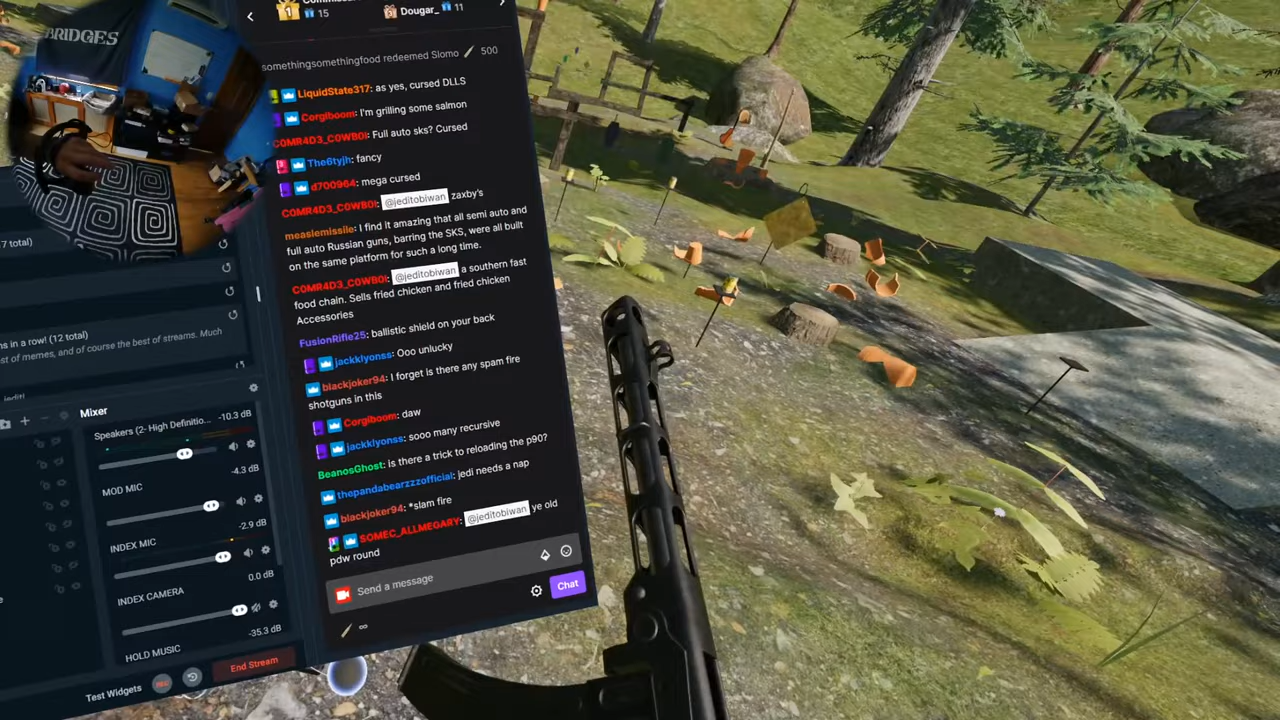 BRIDGES
15
Dougar_ 11
somethingsomethingfood redeemed Slomo 500
LiquidState317: as yes, cursed DLLS
Corgiboom: I'm grilling some salmon
C0MR4D3_C0WB0I: Full auto sks? Cursed
The6tyjh: fancy
d700964: mega cursed
C0MR4D3_C0WB0I: @jeditobiwan zaxby's
measlemissile: I find it amazing that all semi auto and
full auto Russian guns, barring the SKS, were all built
on the same platform for such a long time.
C0MR4D3_C0WB0I: @jeditobiwan a southern fast
food chain. Sells fried chicken and fried chicken
Accessories
FusionRifle25: ballistic shield on your back
jackklyonss: Ooo unlucky
blackjoker94: I forget is there any spam fire
shotguns in this
Corgiboom: daw
jackklyonss: sooo many recursive
BeanosGhost: Is there a trick to reloading the p90?
thepandabearzzzofficial: jedi needs a nap
blackjoker94: *slam fire
SOMEC_ALLMEGARY: @jeditobiwan ye old
pdw round
Send a message
Chat
7 total)
ns in a row! (12 total)
est of memes, and of course the best of streams. Much
jedit!
Mixer
Speakers (2- High Definitio... -10.3 dB
-4.3 dB
MOD MIC
-2.9 dB
INDEX MIC
0.0 dB
INDEX CAMERA
-35.3 dB
HOLD MUSIC
Test Widgets
REC
End Stream